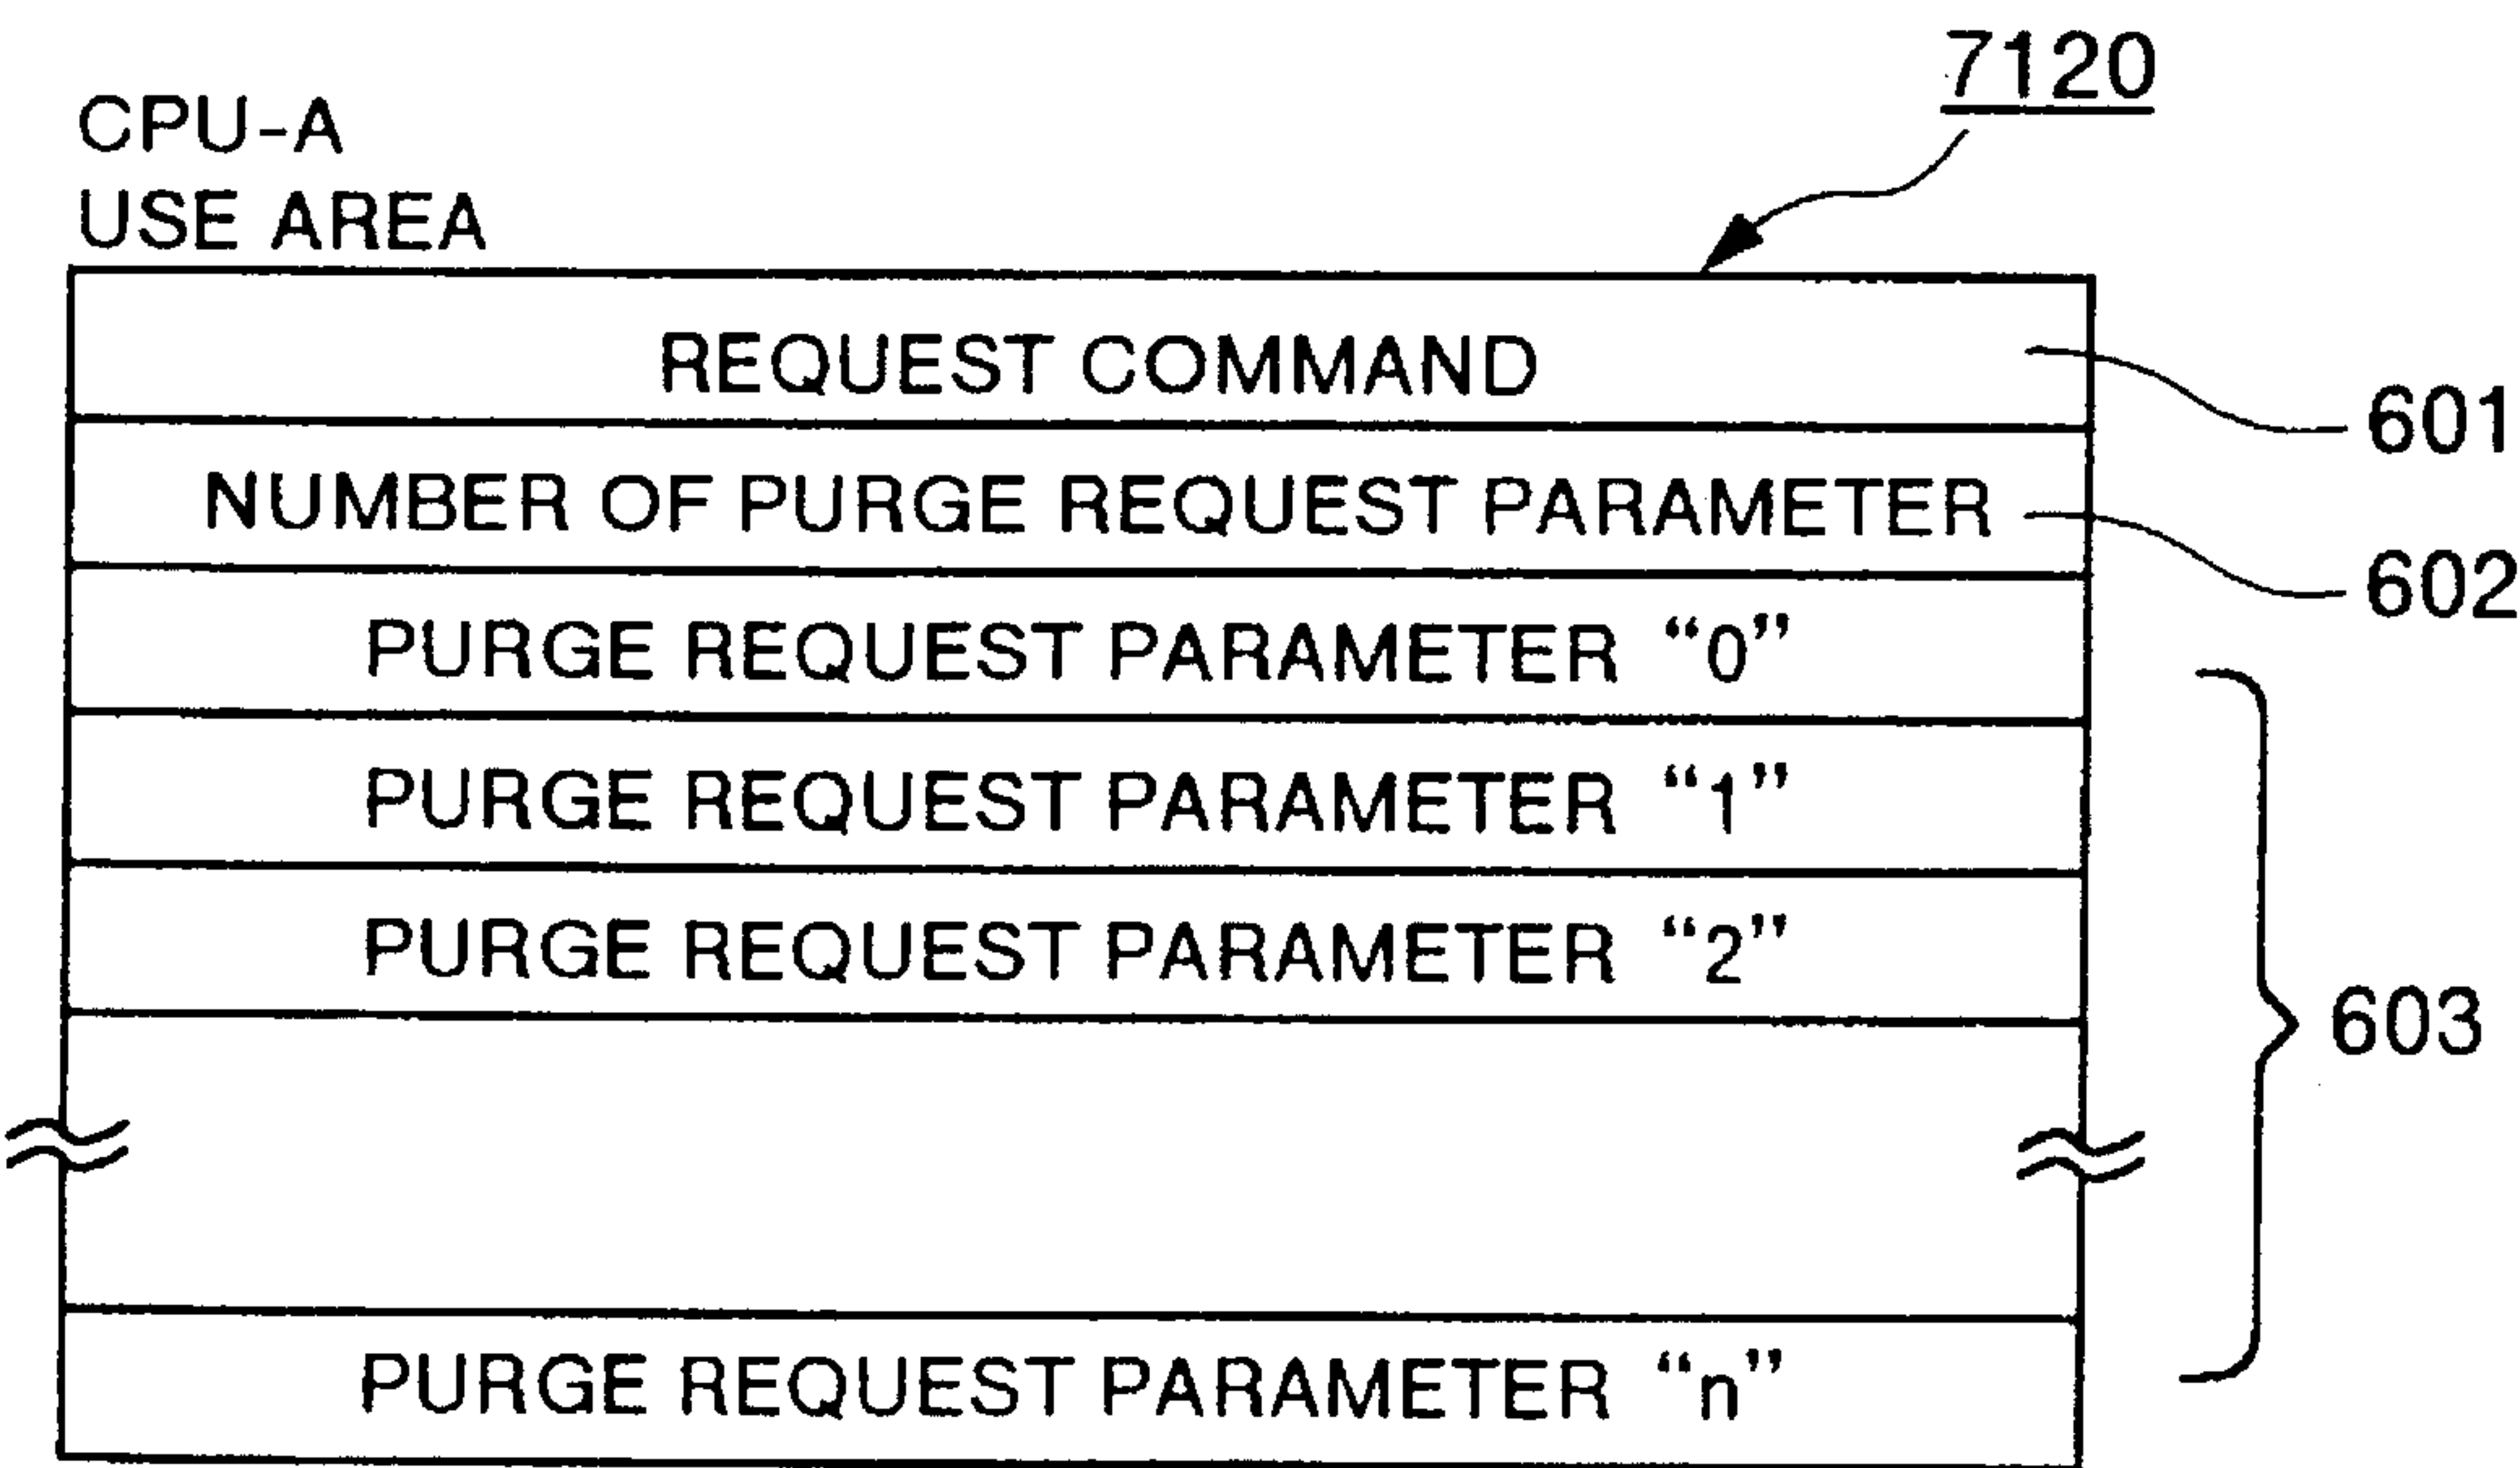 7120
CPU-A
USE AREA
REQUEST COMMAND
601
NUMBER OF PURGE REQUEST PARAMETER
602
PURGE REQUEST PARAMETER “0”
PURGE REQUEST PARAMETER “1”
PURGE REQUEST PARAMETER “2”
603
PURGE REQUEST PARAMETER “n”